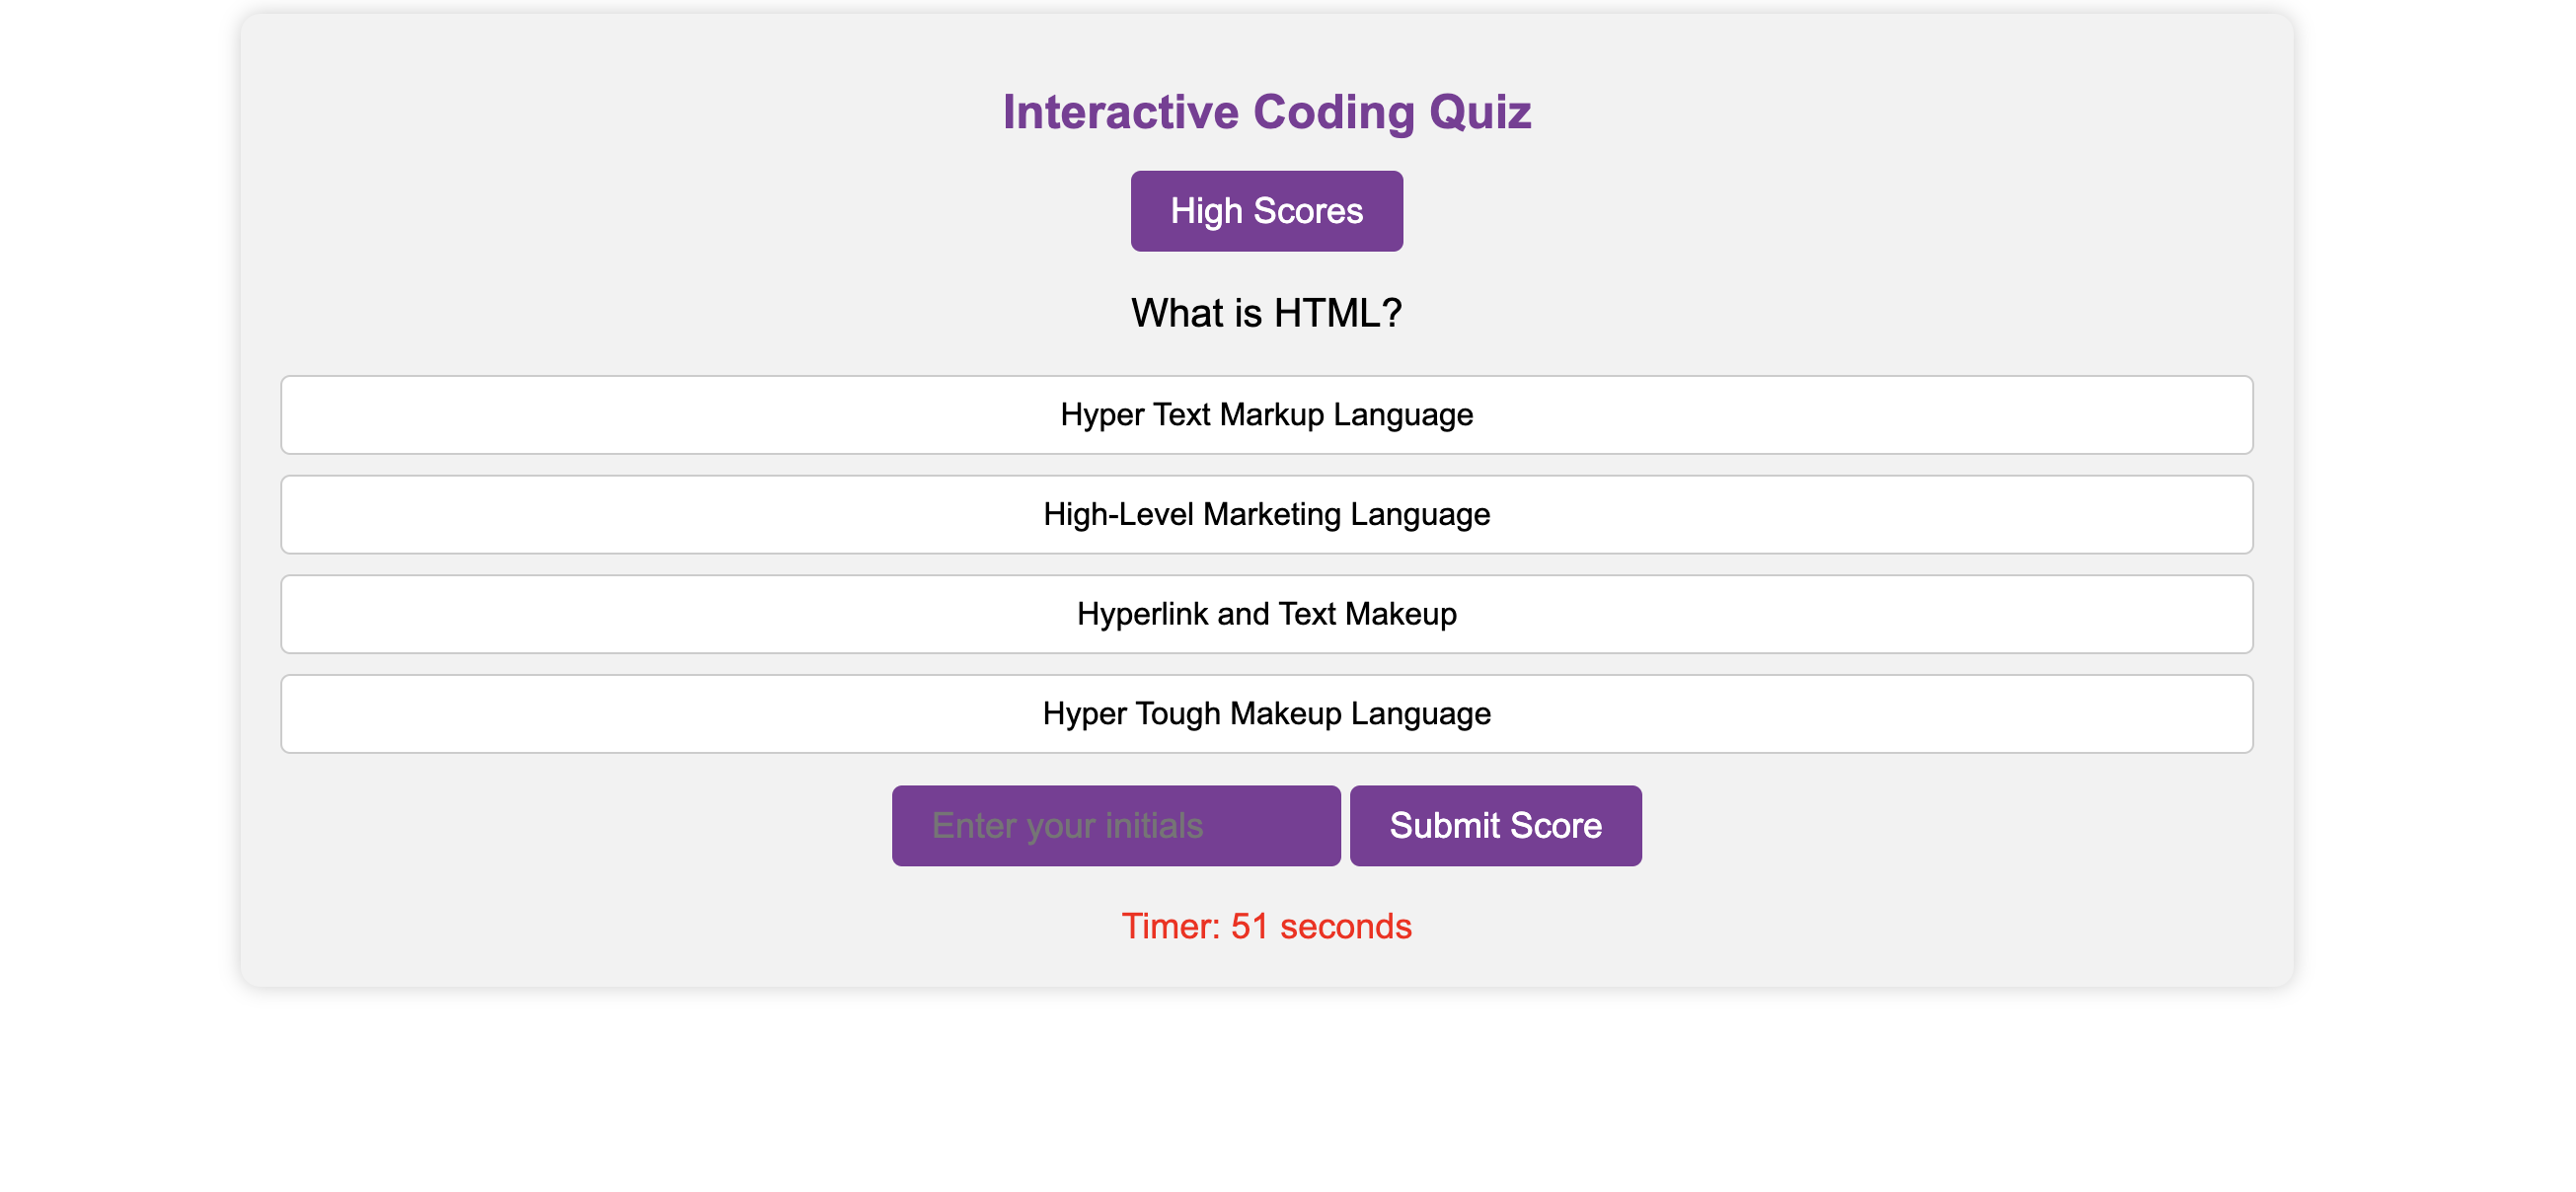 Interactive Coding Quiz
High Scores
What is HTML?
Hyper Text Markup Language
High-Level Marketing Language
Hyperlink and Text Makeup
Hyper Tough Makeup Language
Enter your initials Submit Score
Timer: 51 seconds